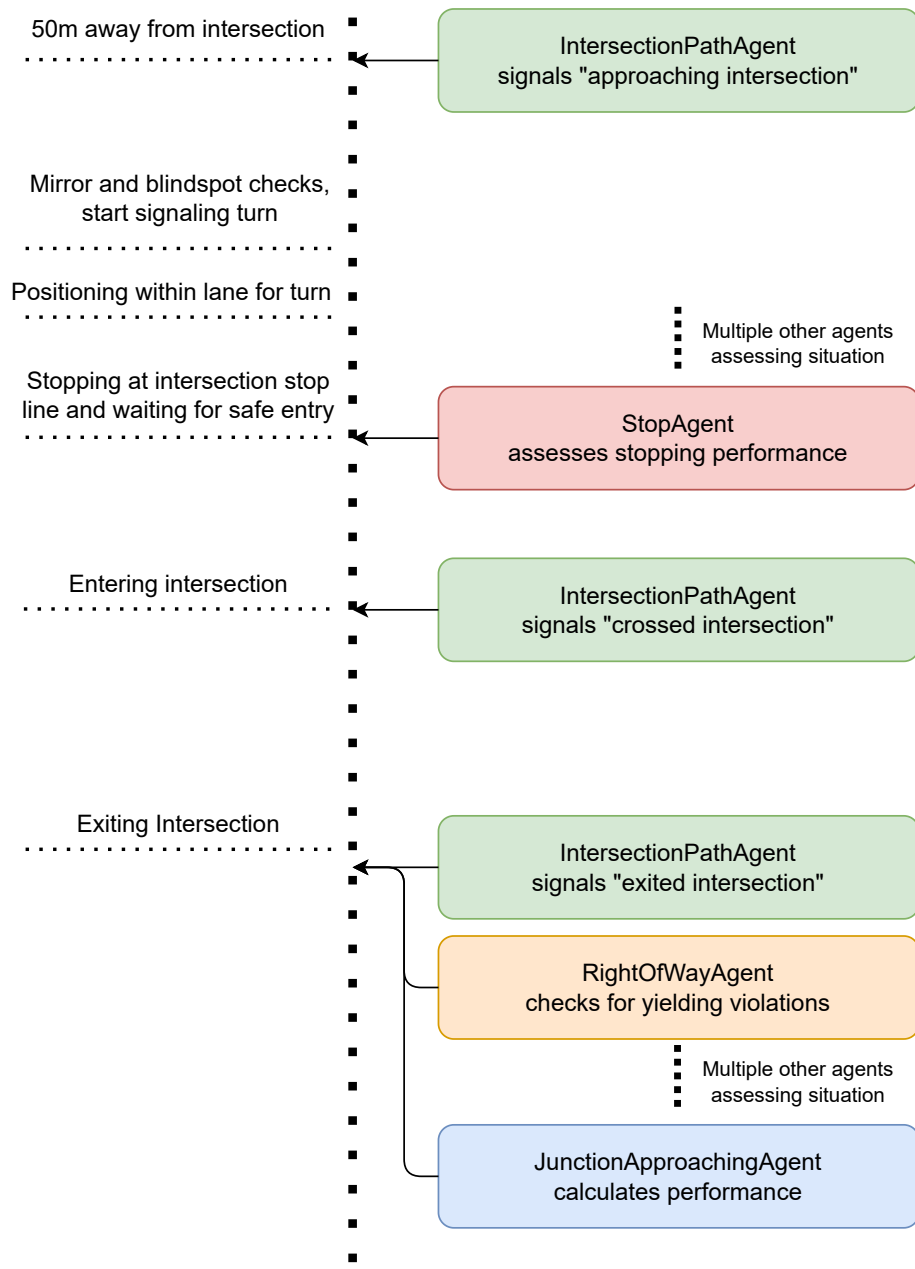 50m away from intersection
IntersectionPathAgent
signals "approaching intersection"
Mirror and blindspot checks,
start signaling turn
Positioning within lane for turn
Multiple other agents
assessing situation
Stopping at intersection stop
line and waiting for safe entry
StopAgent
assesses stopping performance
Entering intersection
IntersectionPathAgent
signals "crossed intersection"
Exiting Intersection
IntersectionPathAgent
signals "exited intersection"
RightOfWayAgent
checks for yielding violations
Multiple other agents
assessing situation
JunctionApproachingAgent
calculates performance